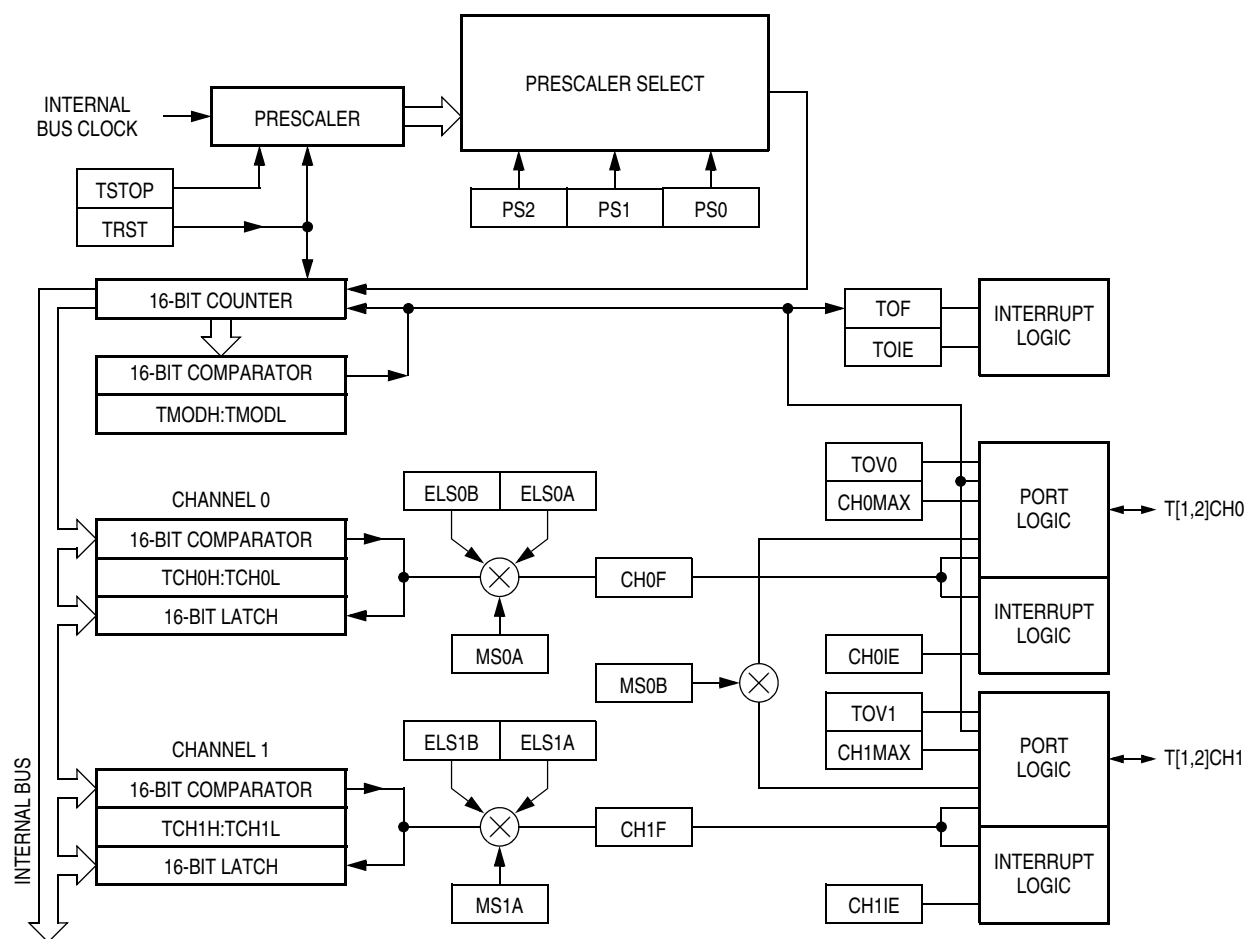 PRESCALER SELECT
INTERNAL
BUS CLOCK
PRESCALER
TSTOP
TRST
PS2
PS1
PS0
16-BIT COUNTER
16-BIT COMPARATOR
TMODH:TMODL
TOF
TOIE
INTERRUPT
LOGIC
CHANNEL 0
16-BIT COMPARATOR
TCH0H:TCH0L
16-BIT LATCH
ELS0B
ELS0A
MS0A
CH0F
TOV0
CH0MAX
PORT
LOGIC
T[1,2]CH0
INTERRUPT
LOGIC
CH0IE
MS0B
CHANNEL 1
16-BIT COMPARATOR
TCH1H:TCH1L
16-BIT LATCH
ELS1B
ELS1A
MS1A
CH1F
TOV1
CH1MAX
PORT
LOGIC
T[1,2]CH1
INTERRUPT
LOGIC
CH1IE
INTERNAL BUS